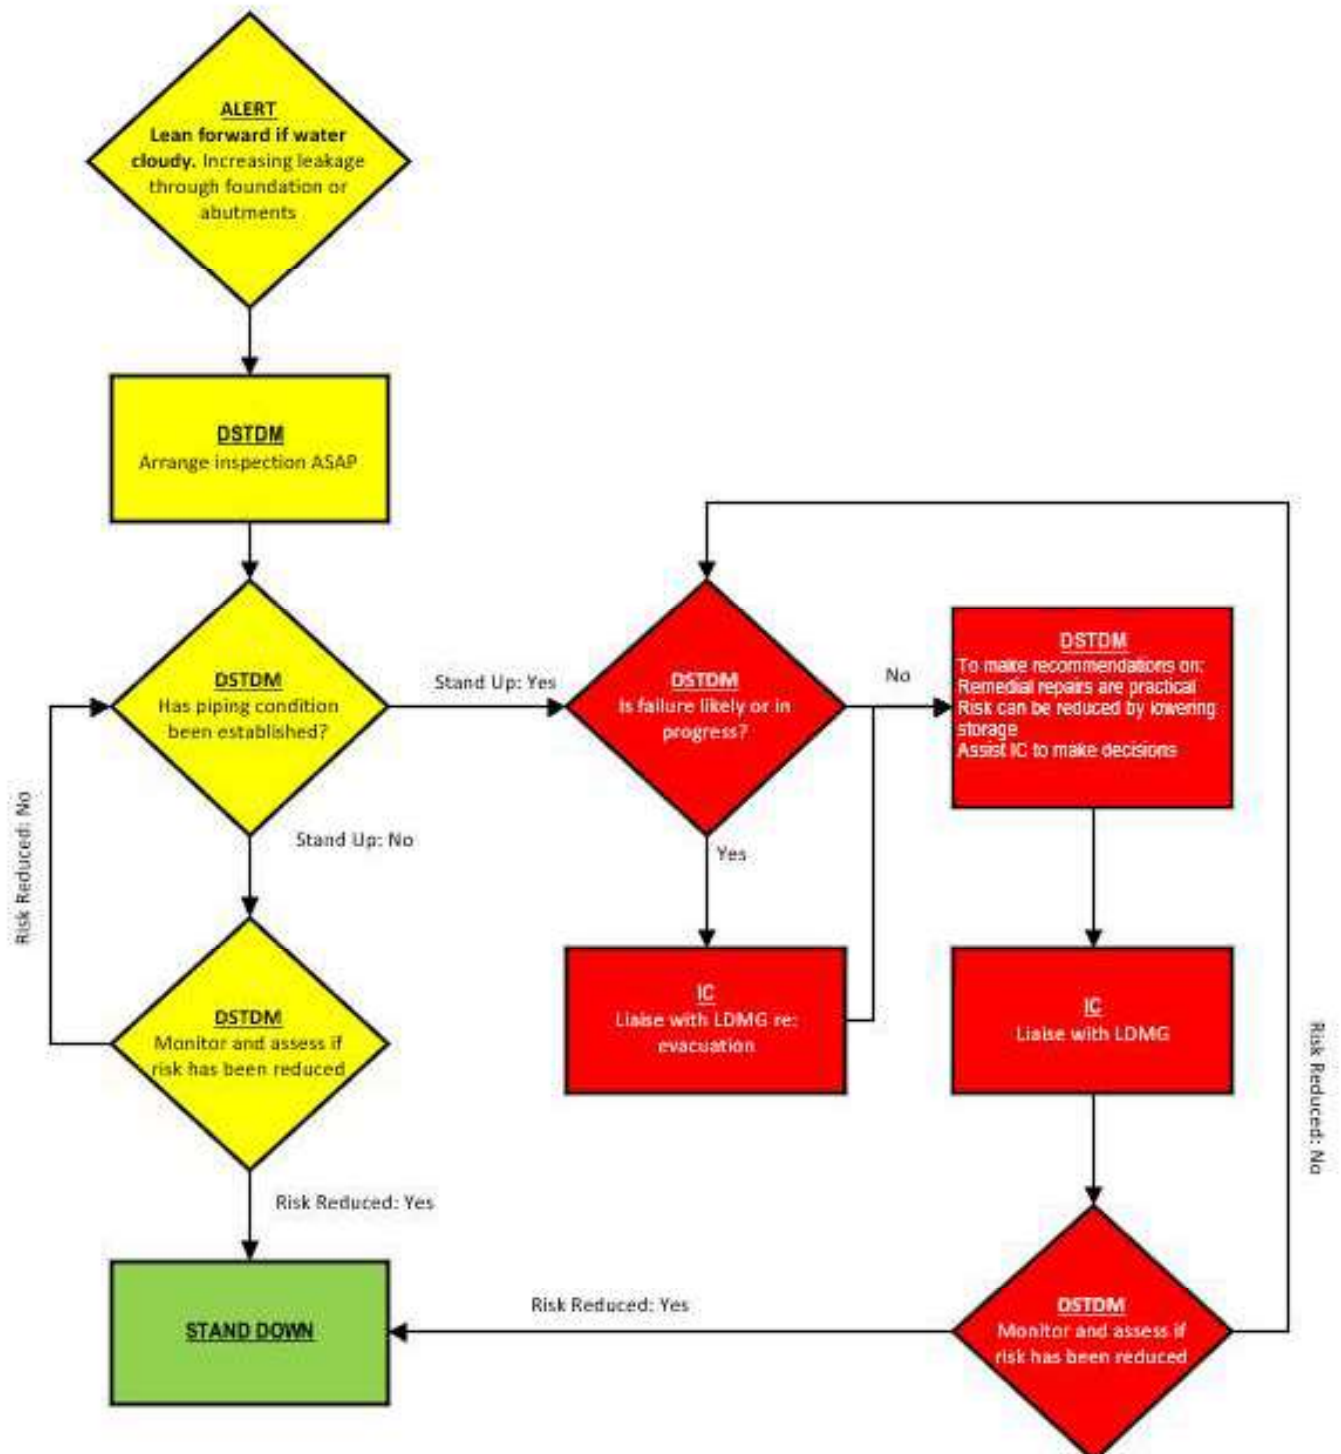 ALERT
Lean forward if water
cloudy. Increasing leakage
through foundation or
abutments
DSTDM
Arrange inspection ASAP
DSTDM
Has piping condition
been established?
Stand Up: Yes
DSTDM
Is failure likely or in
progress?
No
DSTDM
To make recommendations on:
Remedial repairs are practical
Risk can be reduced by lowering
storage
Assist IC to make decisions
Risk Reduced: No
Stand Up: No
Yes
DSTDM
Monitor and assess if
risk has been reduced
IC
Liaise with LDMG re:
evacuation
IC
Liaise with LDMG
Risk Reduced: No
Risk Reduced: Yes
STAND DOWN
Risk Reduced: Yes
DSTDM
Monitor and assess if
risk has been reduced